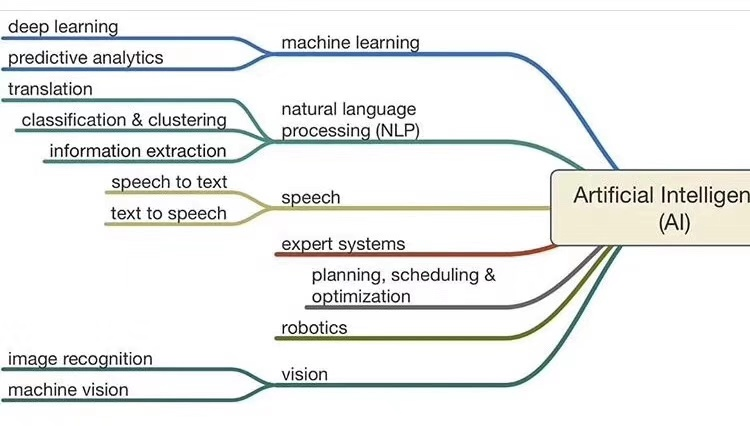 deep learning
predictive analytics
machine learning
translation
classification & clustering
information extraction
natural language
processing (NLP)
speech to text
text to speech
speech
expert systems
planning, scheduling &
optimization
robotics
image recognition
machine vision
vision
Artificial Intelligen
(AI)